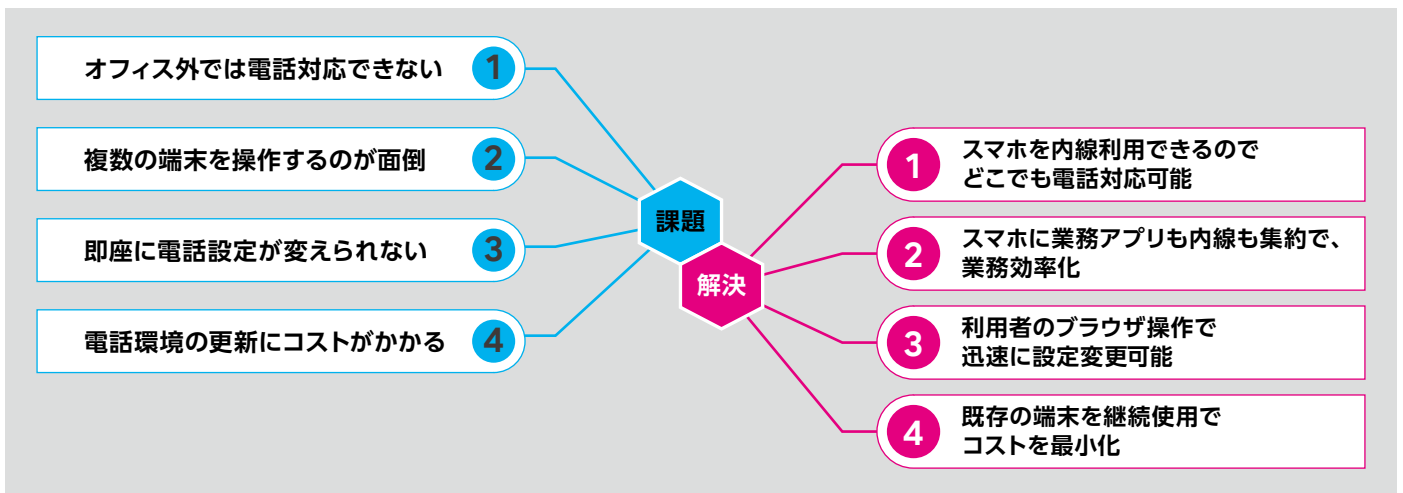 オフィス外では電話対応できない 1
複数の端末を操作するのが面倒 2
即座に電話設定が変えられない 3
電話環境の更新にコストがかかる 4
課題
解決
1 スマホを内線利用できるので
どこでも電話対応可能
2 スマホに業務アプリも内線も集約で、
業務効率化
3 利用者のブラウザ操作で
迅速に設定変更可能
4 既存の端末を継続使用で
コストを最小化